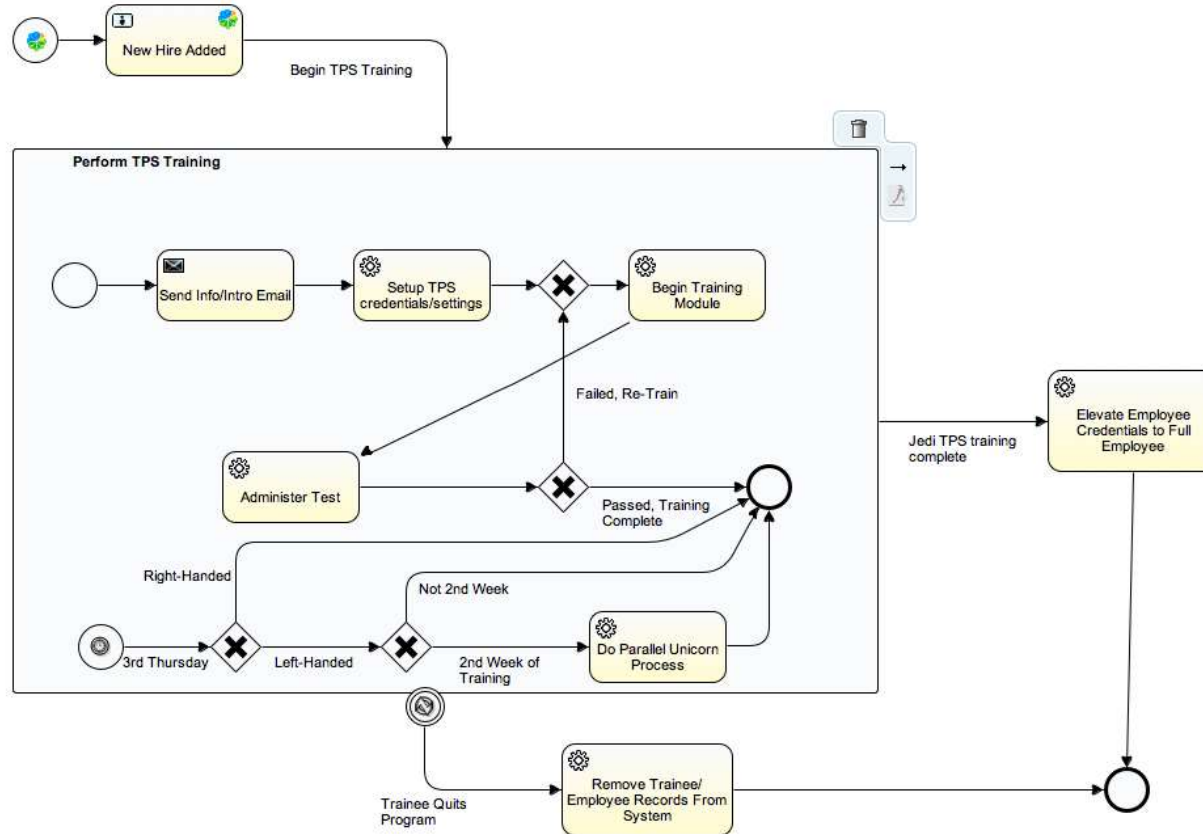 New Hire Added
Begin TPS Training
Perform TPS Training
Send Info/Intro Email
Setup TPS
credentials/settings
Begin Training
Module
Failed, Re-Train
Elevate Employee
Credentials to Full
Employee
Jedi TPS training
complete
Administer Test
Passed, Training
Complete
Right-Handed
Not 2nd Week
3rd Thursday
Left-Handed
2nd Week of
Training
Do Parallel Unicorn
Process
Trainee Quits
Program
Remove Trainee/
Employee Records From
System